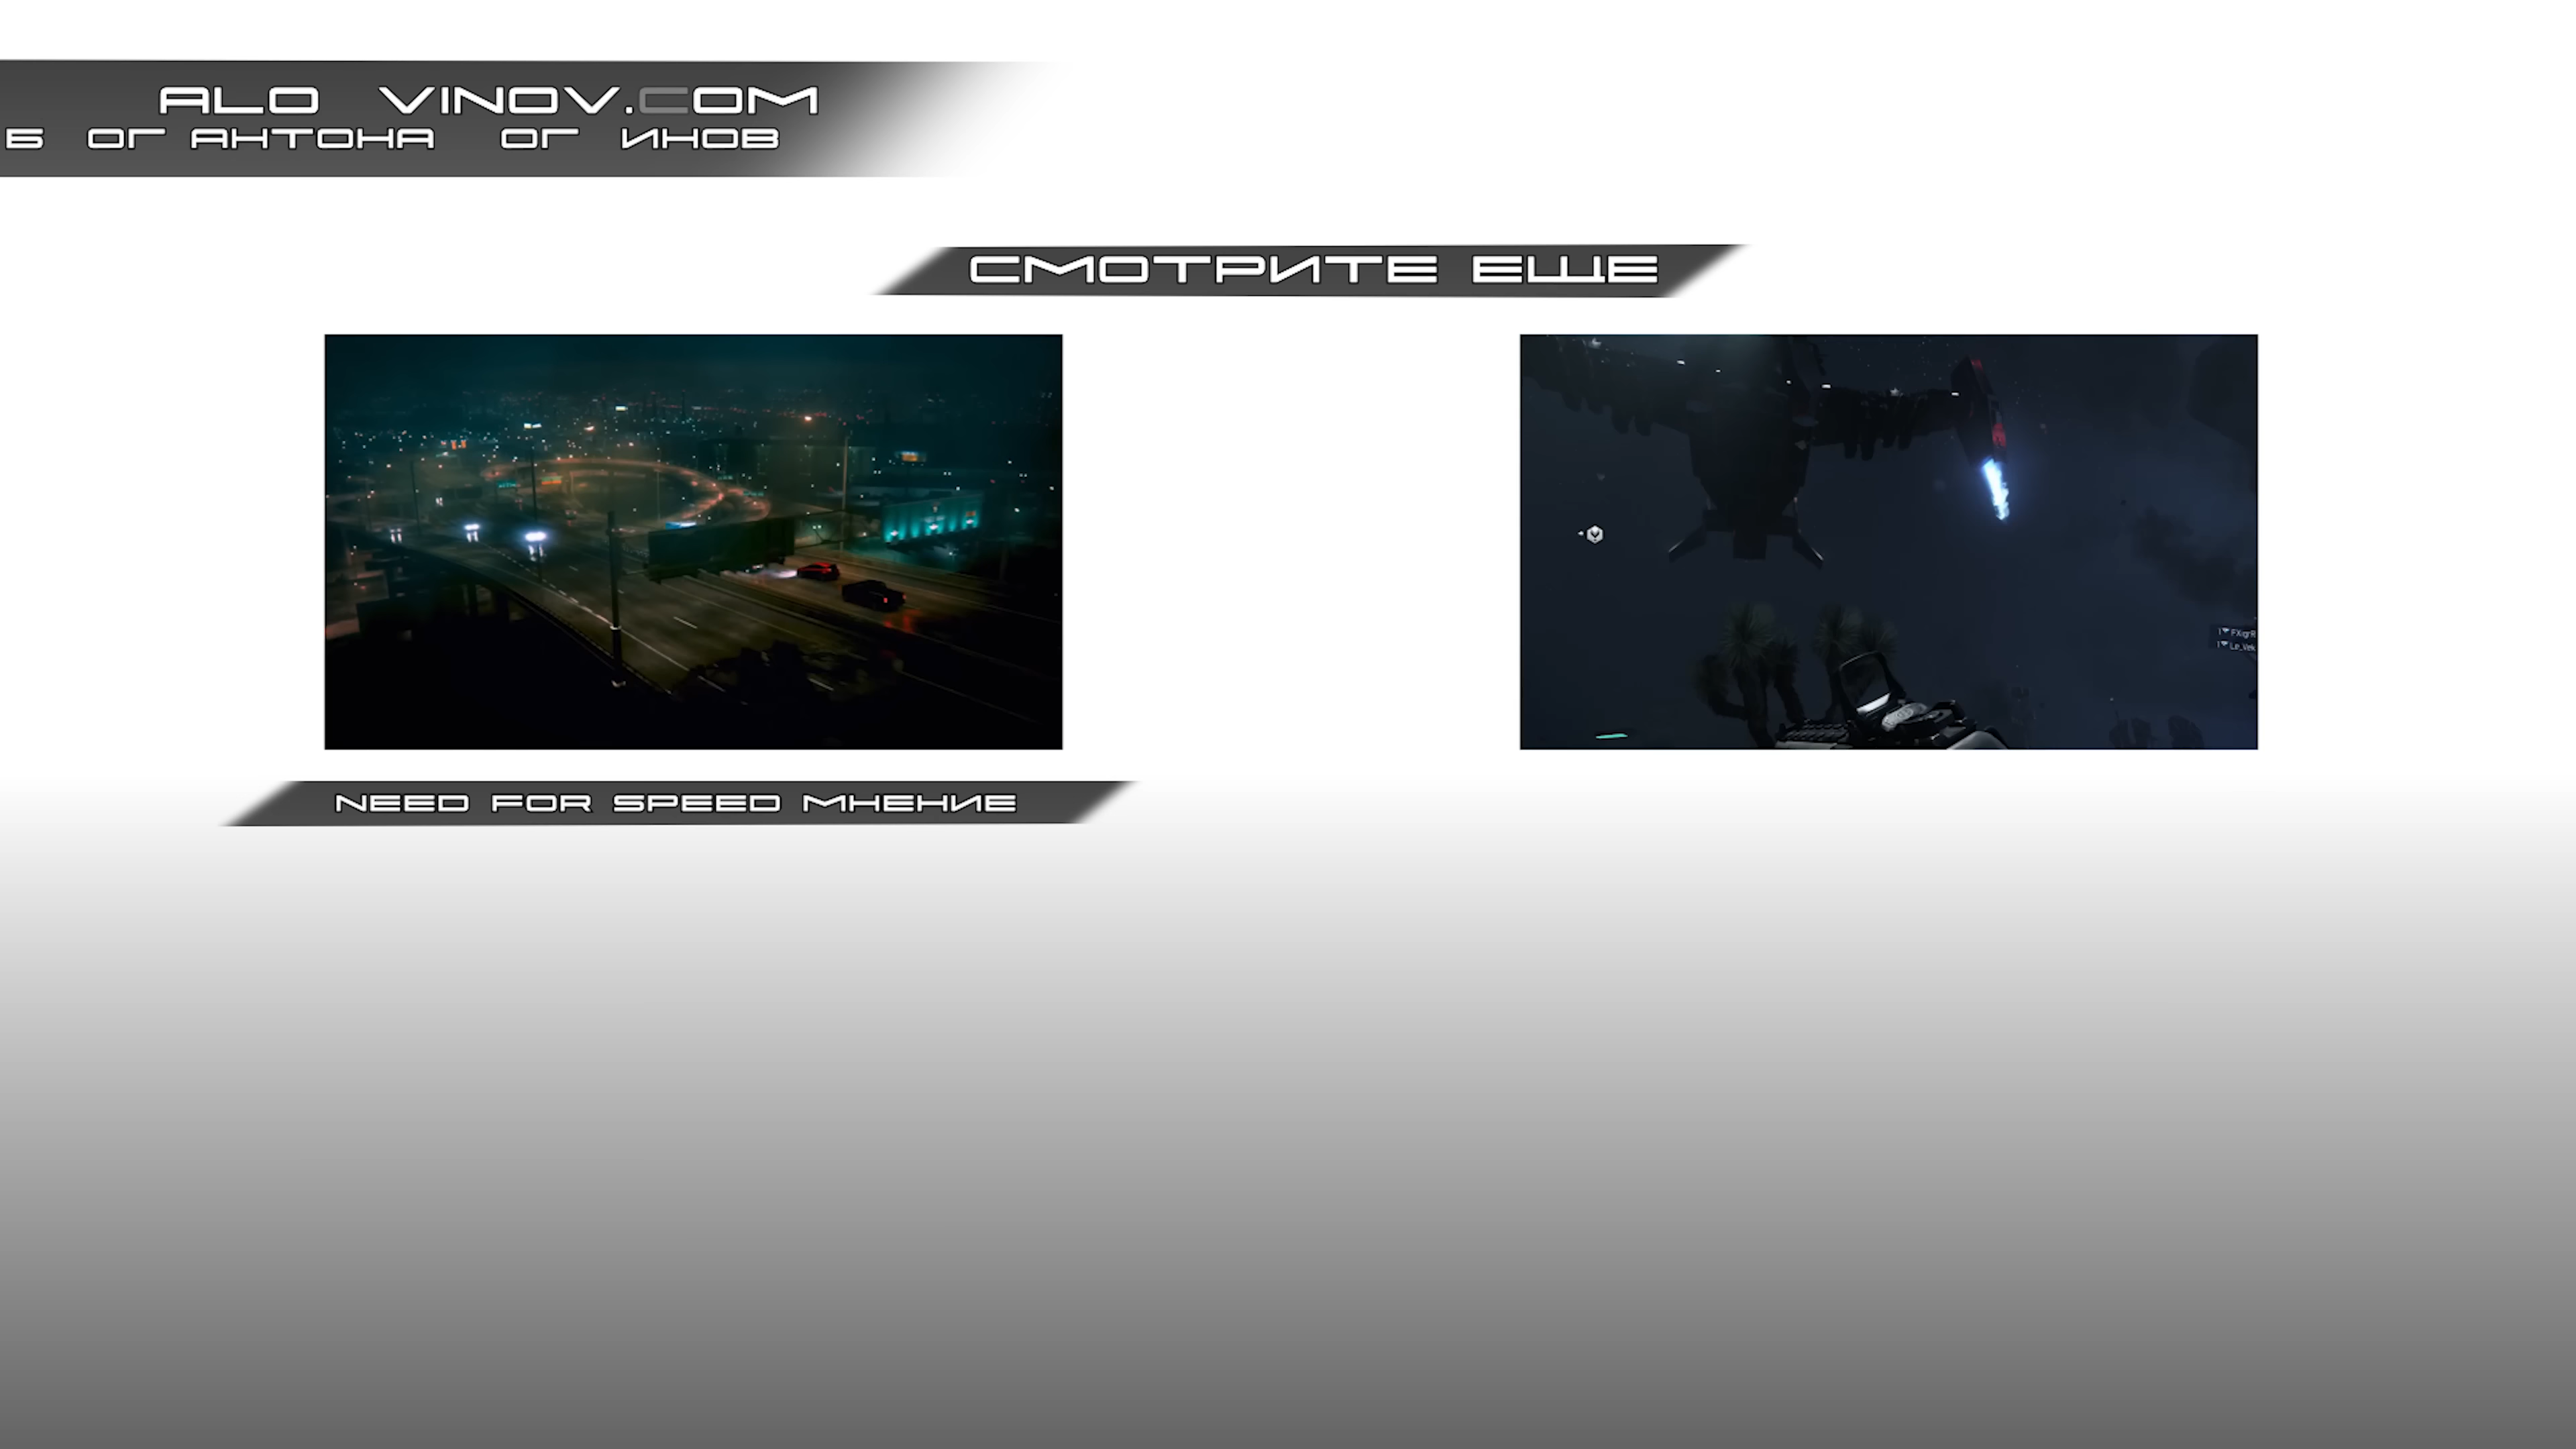 ALO VINOV.COM
Б ОГ АНТОНА ОГ ИНОВ
СМОТРИТЕ ЕЩЕ
NEED FOR SPEED МНЕНИЕ